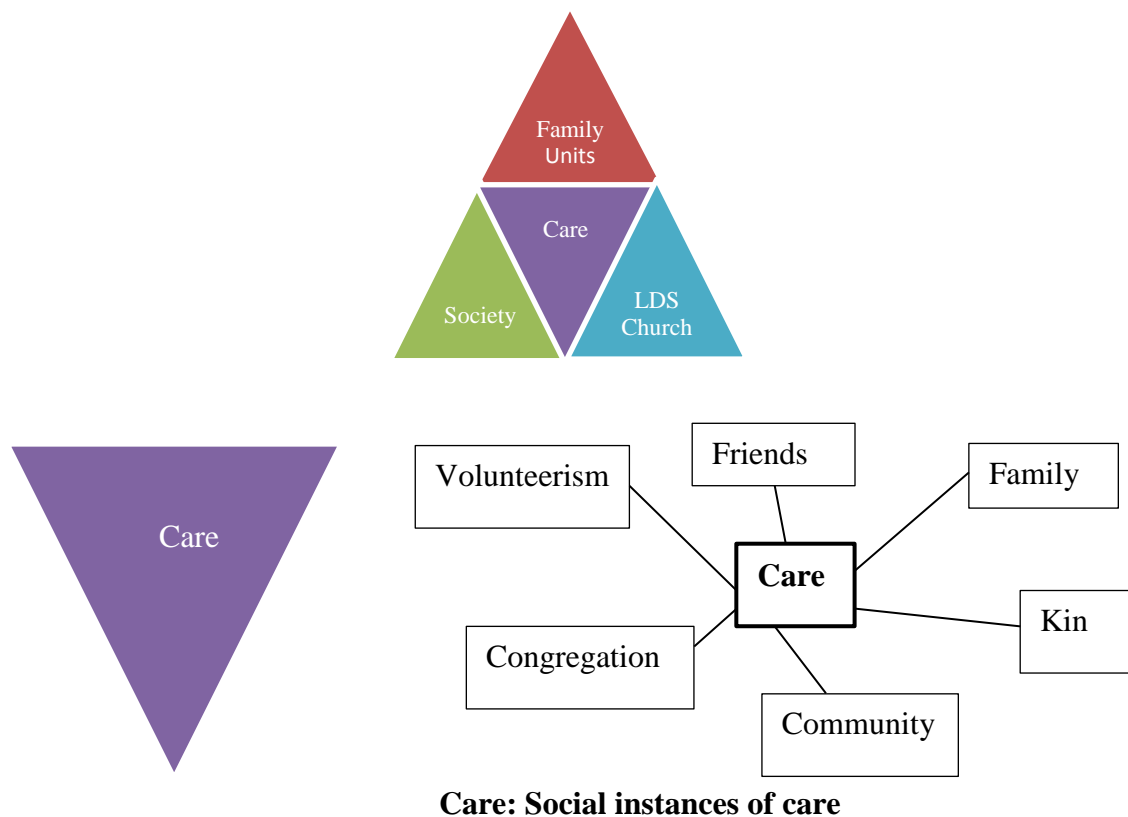 Family
Units
Care
Society
LDS
Church
Care
Volunteerism
Friends
Family
Care
Kin
Congregation
Community
Care: Social instances of care